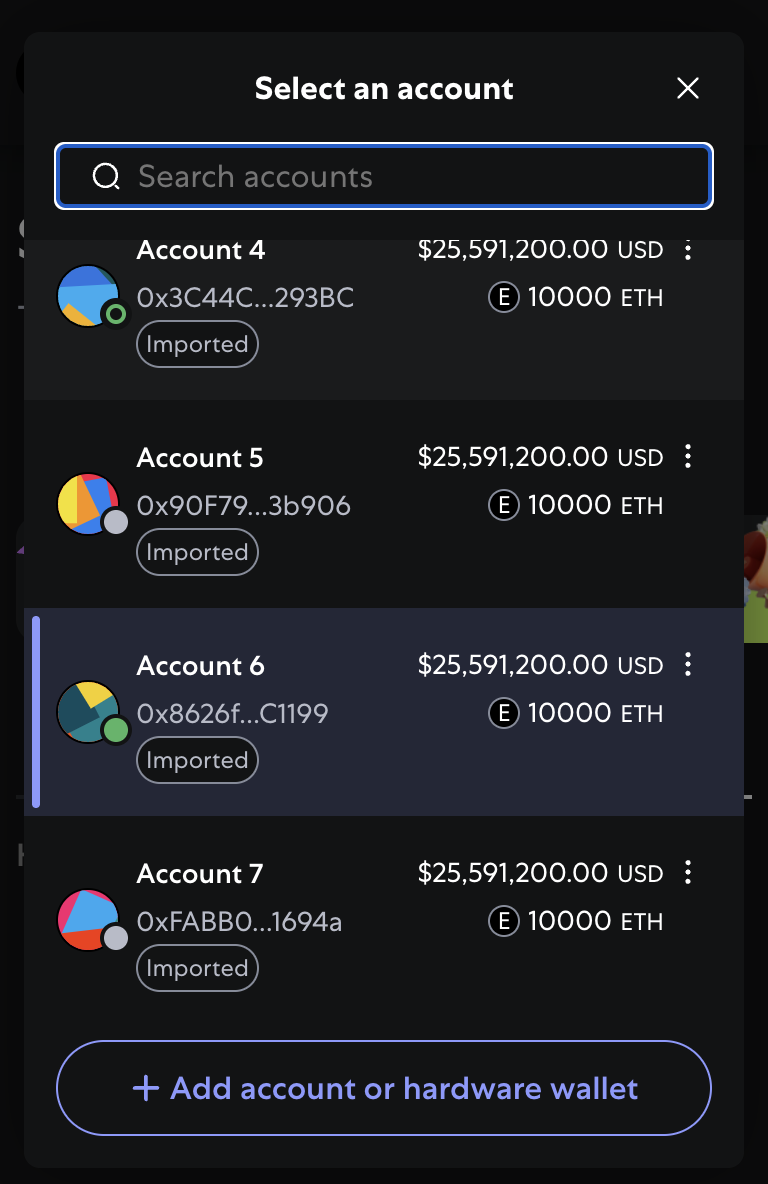 Select an account
Search accounts
Account 4 $25,591,200.00 USD
0x3C44C...293BC E 10000 ETH
Imported
Account 5 $25,591,200.00 USD
0x90F79...3b906 E 10000 ETH
Imported
Account 6 $25,591,200.00 USD
0x8626f...C1199 E 10000 ETH
Imported
Account 7 $25,591,200.00 USD
0xFABB0...1694a E 10000 ETH
Imported
+ Add account or hardware wallet